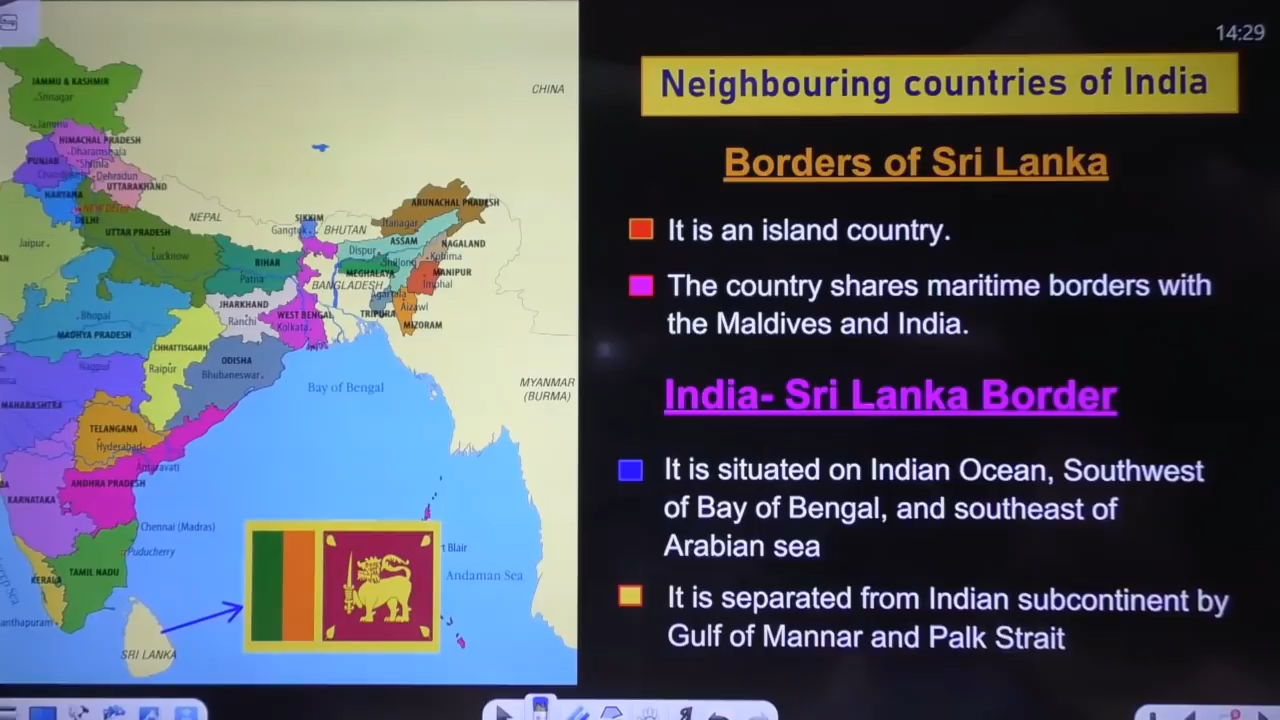 14:29
Neighbouring countries of India
Borders of Sri Lanka
It is an island country.
The country shares maritime borders with
the Maldives and India.
India- Sri Lanka Border
It is situated on Indian Ocean, Southwest
of Bay of Bengal, and southeast of
Arabian sea
It is separated from Indian subcontinent by
Gulf of Mannar and Palk Strait
JAMMU & KASHMIR
Srinagar
Jammu
CHINA
HIMACHAL PRADESH
Dharamshala
PUNJAB
Shimla
Chandigarh
Dehradun
UTTARAKHAND
HARYANA
NEW DELHI
DELHI
NEPAL
SIKKIM
Gangtok
BHUTAN
ARUNACHAL PRADESH
Itanagar
UTTAR PRADESH
Jaipur
Lucknow
ASSAM
Dispur
NAGALAND
Kohima
BIHAR
Patna
Shillong
MEGHALAYA
MANIPUR
Imphal
BANGLADESH
Agartala
TRIPURA
Aizawl
MIZORAM
JHARKHAND
Ranchi
WEST BENGAL
Kolkata
Bhopal
MADHYA PRADESH
CHHATTISGARH
Raipur
ODISHA
Bhubaneswar
Nagpur
Bay of Bengal
MYANMAR
(BURMA)
MAHARASHTRA
TELANGANA
Hyderabad
Amaravati
ANDHRA PRADESH
KARNATAKA
Chennai (Madras)
Puducherry
t Blair
Andaman Sea
TAMIL NADU
KERALA
anthapuram
SRI LANKA